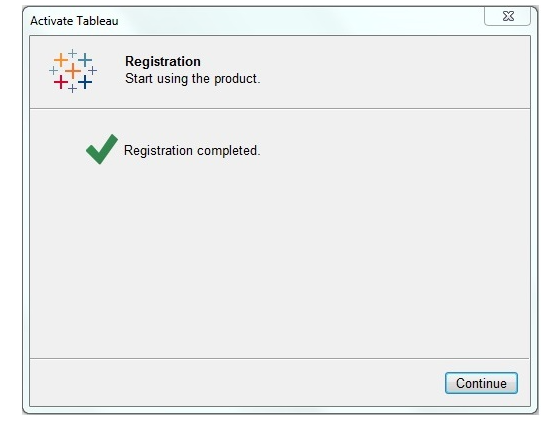 Activate Tableau
Registration
Start using the product.
Registration completed.
Continue